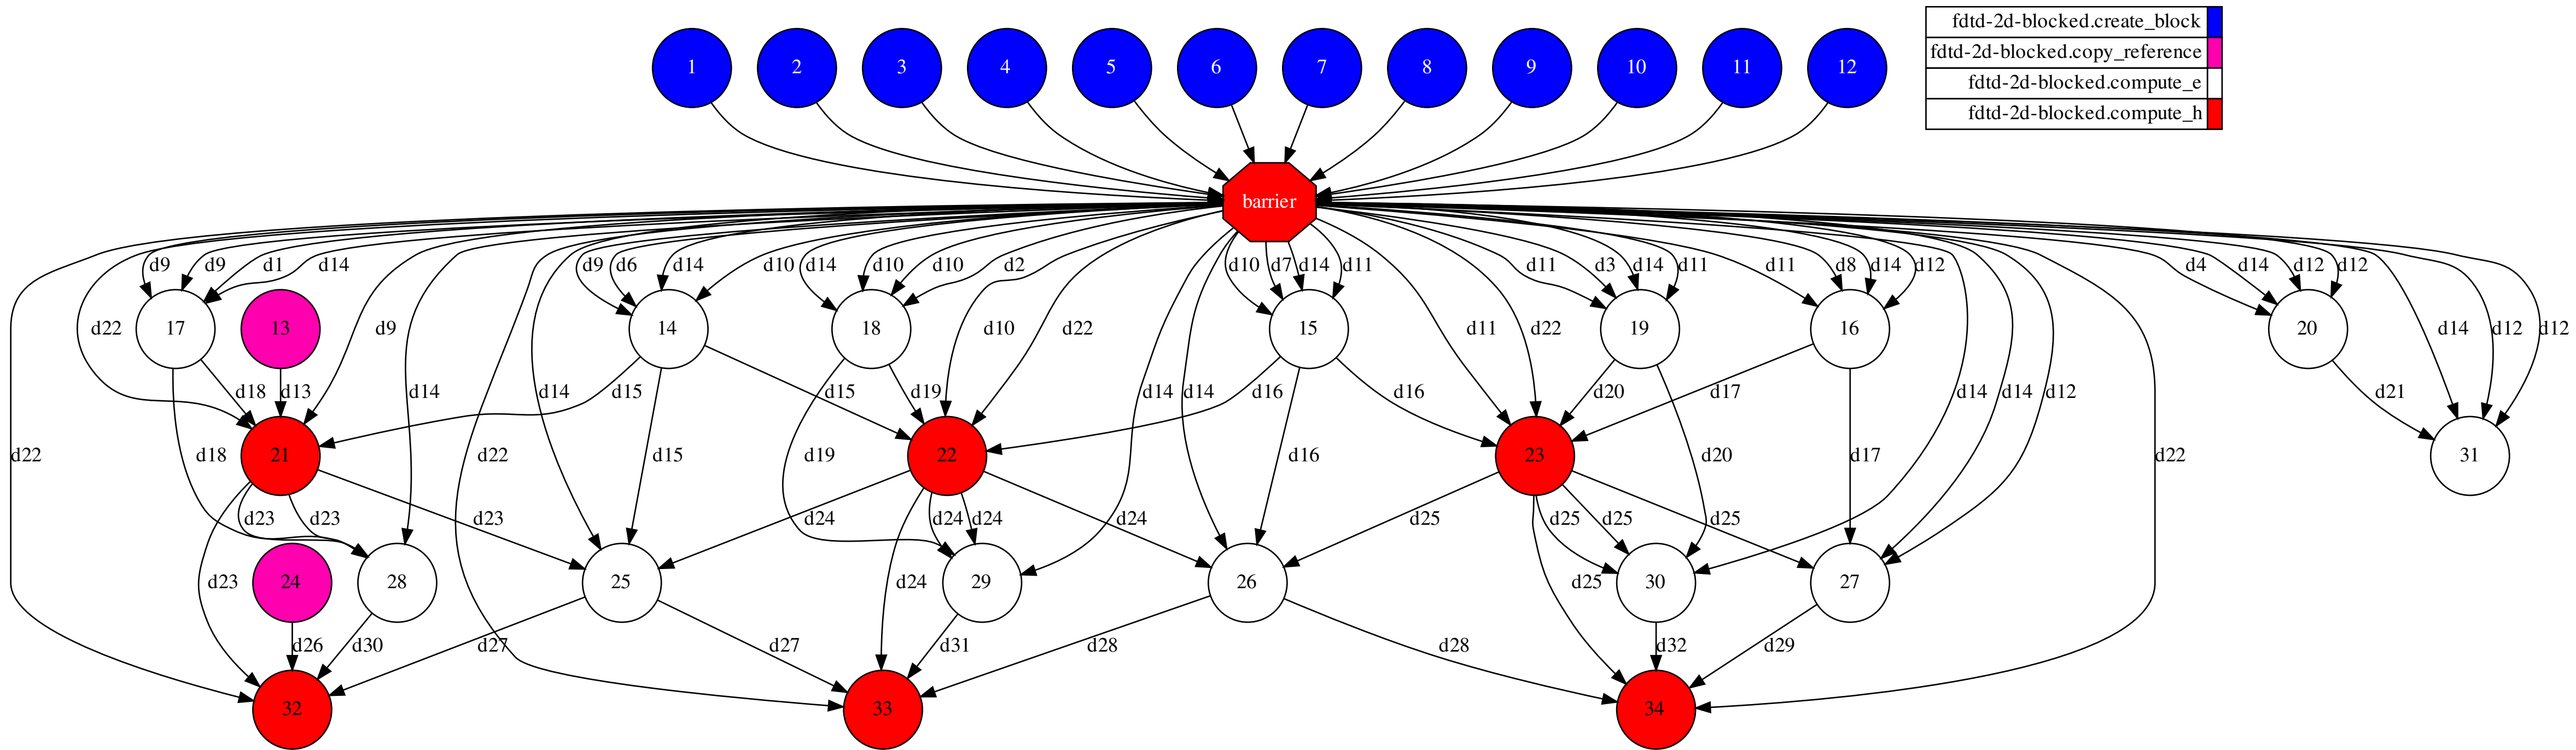 fdtd-2d-blocked.create_block
fdtd-2d-blocked.copy_reference
fdtd-2d-blocked.compute_e
fdtd-2d-blocked.compute_h
1 2 3 4 5 6 7 8 9 10 11 12
barrier
d9 d9 d1 d14 d9 d6 d14 d10 d14 d10 d10 d2 d10 d7 d14 d11 d11 d3 d14 d11 d11 d8 d14 d12 d4 d14 d12 d12
d22 17 13 d9 14 18 d10 d22 15 d11 d22 19 16 20 d14 d12 d12
d18 d13 d15 d14 d14 d15 d19 d16 d14 d14 d16 d20 d17 d14 d14 d12 d21
d22 d18 21 d22 d15 d19 22 d16 23 d20 d17 d22 31
d23 d23 d23 d24 d24 d24 d24 d25 d25 d25 d25
d23 24 28 25 d24 29 26 d25 30 27
d26 d30 d27 d27 d31 d28 d28 d32 d29
32 33 34